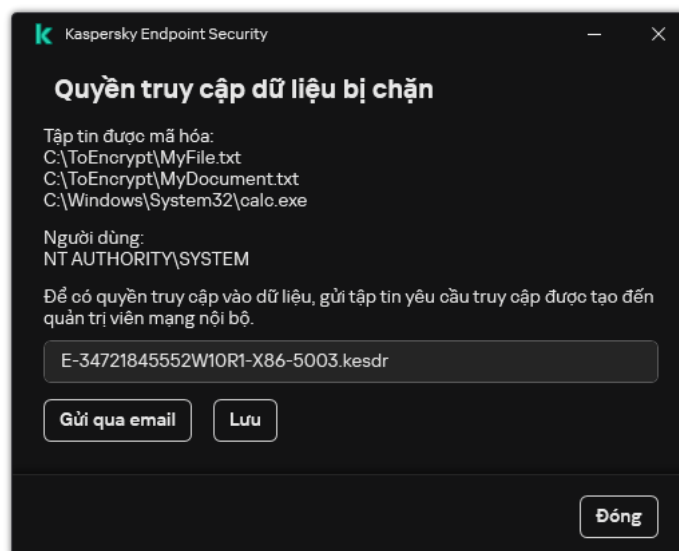 Kaspersky Endpoint Security
Quyền truy cập dữ liệu bị chặn
Tập tin được mã hóa:
C:\ToEncrypt\MyFile.txt
C:\ToEncrypt\MyDocument.txt
C:\Windows\System32\calc.exe
Người dùng:
NT AUTHORITY\SYSTEM
Để có quyền truy cập vào dữ liệu, gửi tập tin yêu cầu truy cập được tạo đến
quản trị viên mạng nội bộ.
E-34721845552W10R1-X86-5003.kesdr
Gửi qua email
Lưu
Đóng